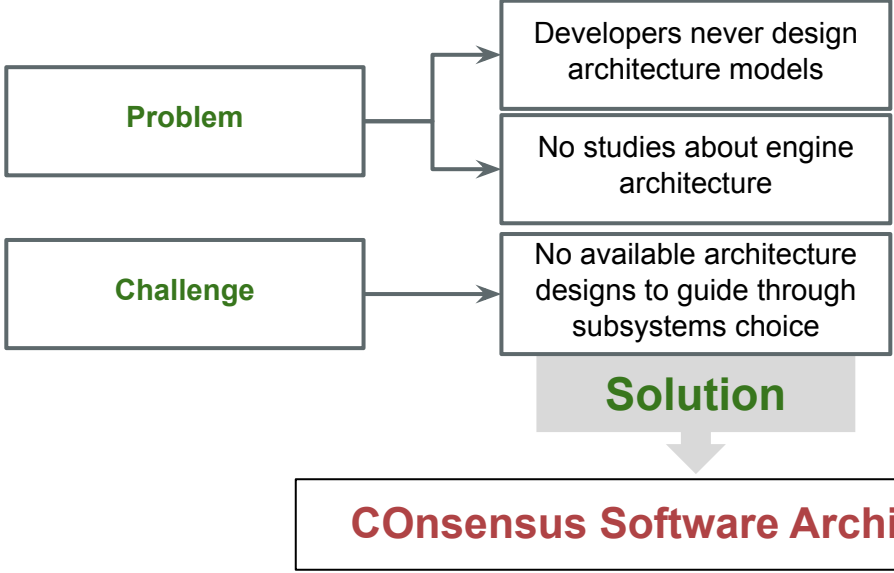 Problem
Developers never design
architecture models
No studies about engine
architecture
Challenge
No available architecture
designs to guide through
subsystems choice
Solution
COnsensus Software Archi